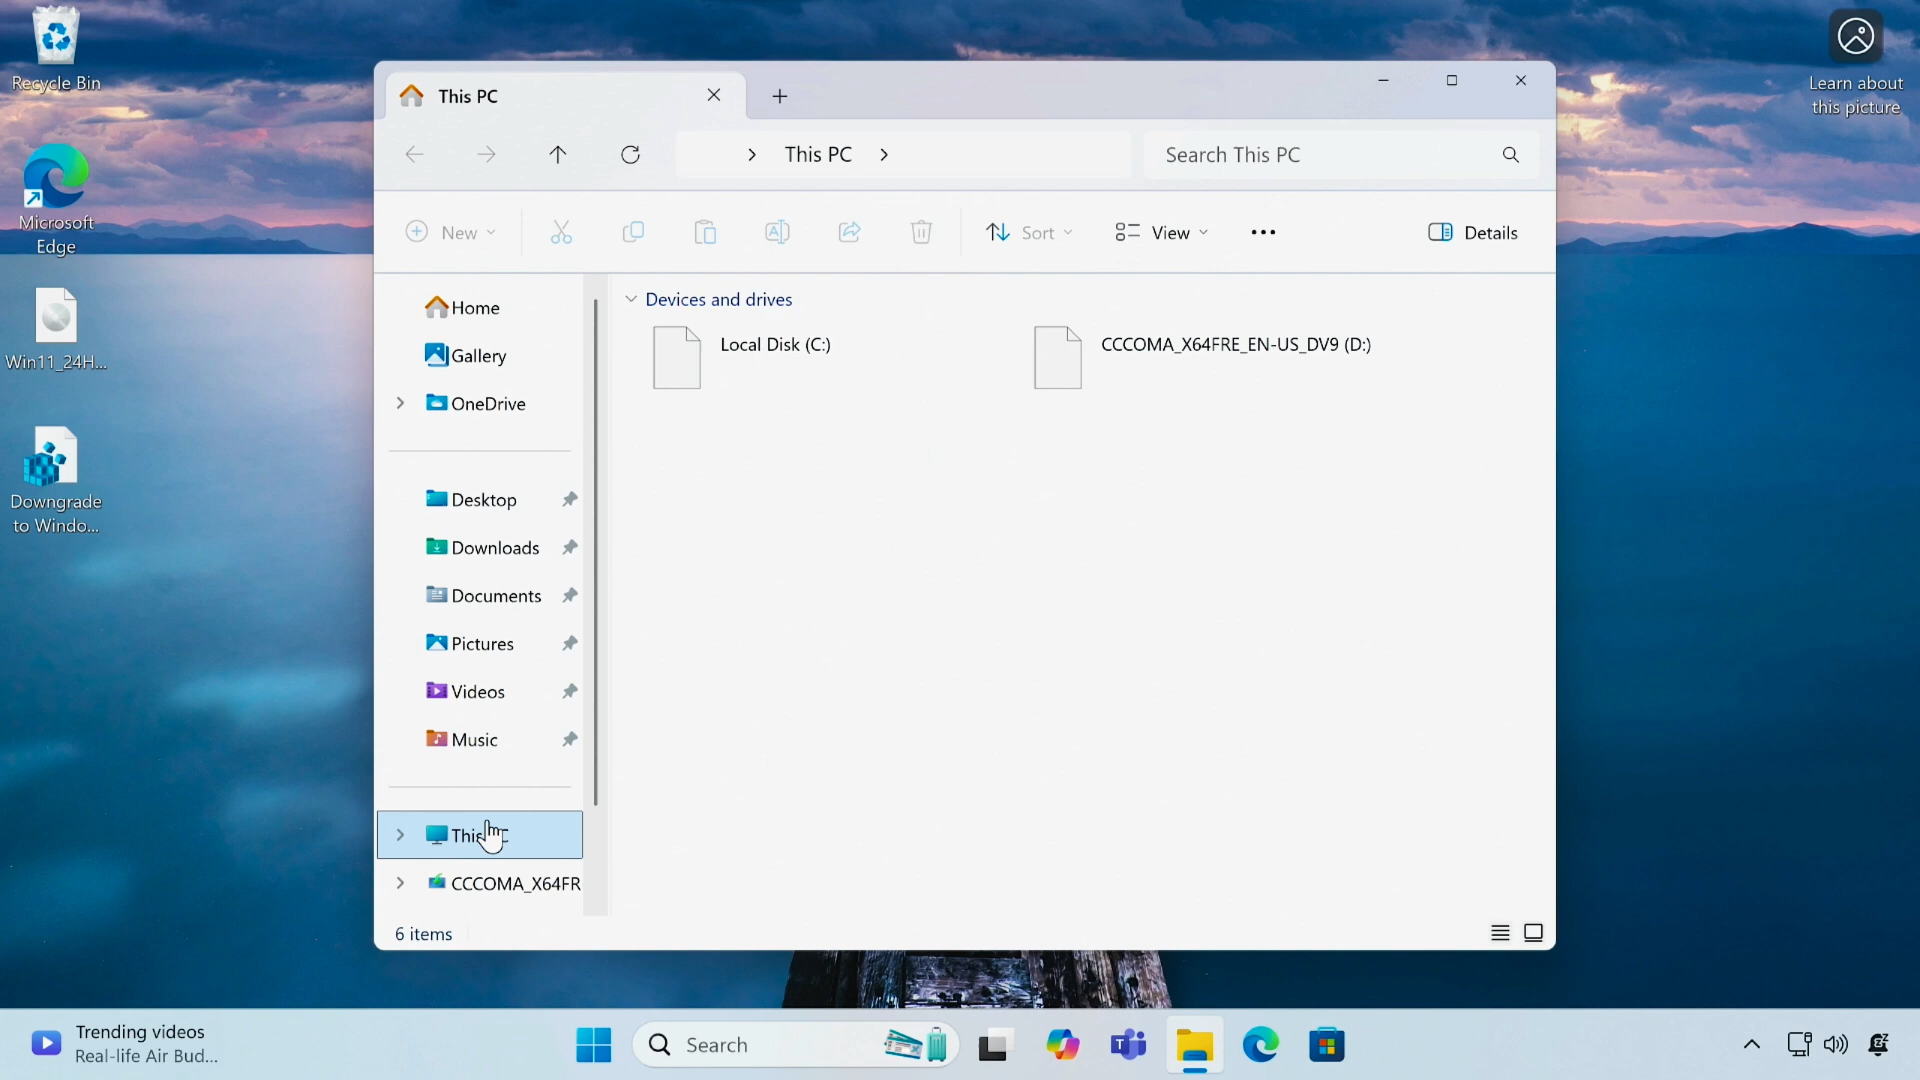 Recycle Bin
Learn about
this picture
Microsoft
Edge
Win11_24H...
Downgrade
to Windo...
This PC
This PC
Search This PC
New
Sort
View
Details
Home
Gallery
OneDrive
Desktop
Downloads
Documents
Pictures
Videos
Music
CCCOMA_X64FR
Devices and drives
Local Disk (C:)
CCCOMA_X64FRE_EN-US_DV9 (D:)
6 items
Trending videos
Real-life Air Bud...
Search